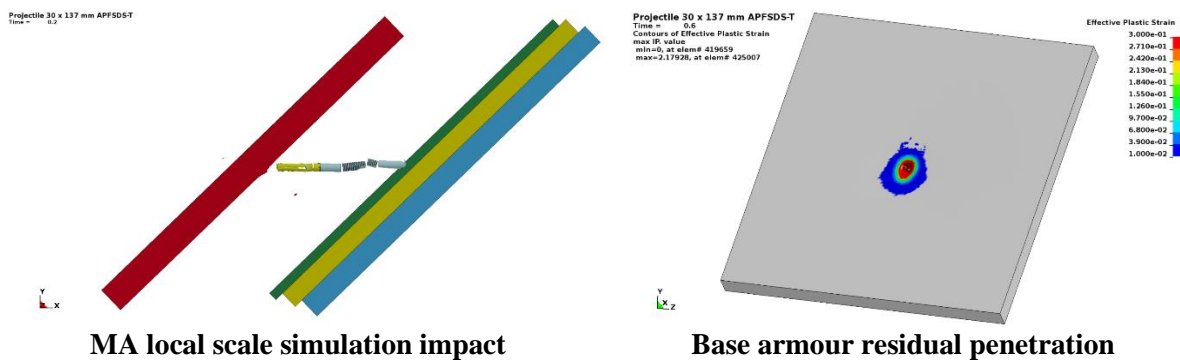 Projectile 30 x 137 mm APFSDS-T
Time = 0.2
Y
X
MA local scale simulation impact
Projectile 30 x 137 mm APFSDS-T
Time = 0.6
Contours of Effective Plastic Strain
max IP. value
min=0, at elem# 419659
max=2.17928, at elem# 425007
Effective Plastic Strain
3.000e-01
2.710e-01
2.420e-01
2.130e-01
1.840e-01
1.550e-01
1.260e-01
9.700e-02
6.800e-02
3.900e-02
1.000e-02
Y
X
Z
Base armour residual penetration